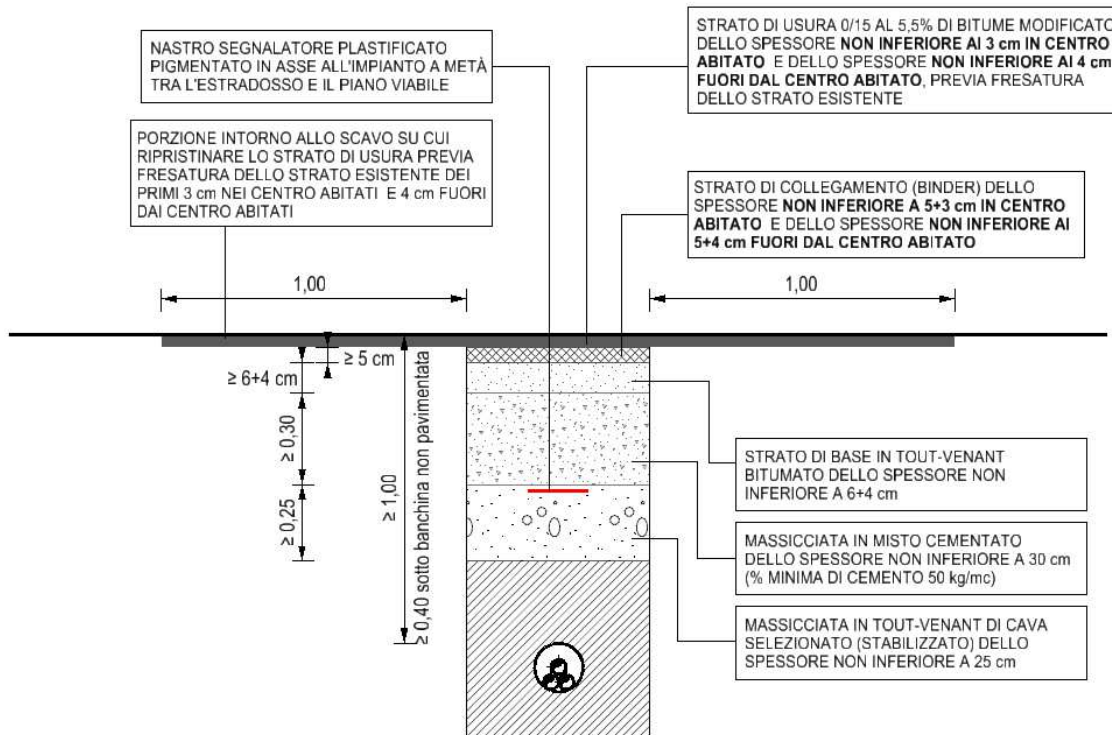 NASTRO SEGNALATORE PLASTIFICATO
PIGMENTATO IN ASSE ALL'IMPIANTO A METÀ
TRA L'ESTRADOSSO E IL PIANO VIABILE
STRATO DI USURA 0/15 AL 5,5% DI BITUME MODIFICATO
DELLO SPESSORE NON INFERIORE AI 3 cm IN CENTRO
ABITATO E DELLO SPESSORE NON INFERIORE AI 4 cm
FUORI DAL CENTRO ABITATO, PREVIA FRESATURA
DELLO STRATO ESISTENTE
PORZIONE INTORNO ALLO SCAVO SU CUI
RIPRISTINARE LO STRATO DI USURA PREVIA
FRESATURA DELLO STRATO ESISTENTE DEI
PRIMI 3 cm NEI CENTRO ABITATI E 4 cm FUORI
DAI CENTRO ABITATI
STRATO DI COLLEGAMENTO (BINDER) DELLO
SPESSORE NON INFERIORE A 5+3 cm IN CENTRO
ABITATO E DELLO SPESSORE NON INFERIORE AI
5+4 cm FUORI DAL CENTRO ABITATO
1,00
1,00
≥ 5 cm
≥ 6+4 cm
≥ 0,30
≥ 0,25
≥ 1,00
≥ 0,40 sotto banchina non pavimentata
STRATO DI BASE IN TOUT-VENANT
BITUMATO DELLO SPESSORE NON
INFERIORE A 6+4 cm
MASSICCIATA IN MISTO CEMENTATO
DELLO SPESSORE NON INFERIORE A 30 cm
(% MINIMA DI CEMENTO 50 kg/mc)
MASSICCIATA IN TOUT-VENANT DI CAVA
SELEZIONATO (STABILIZZATO) DELLO
SPESSORE NON INFERIORE A 25 cm